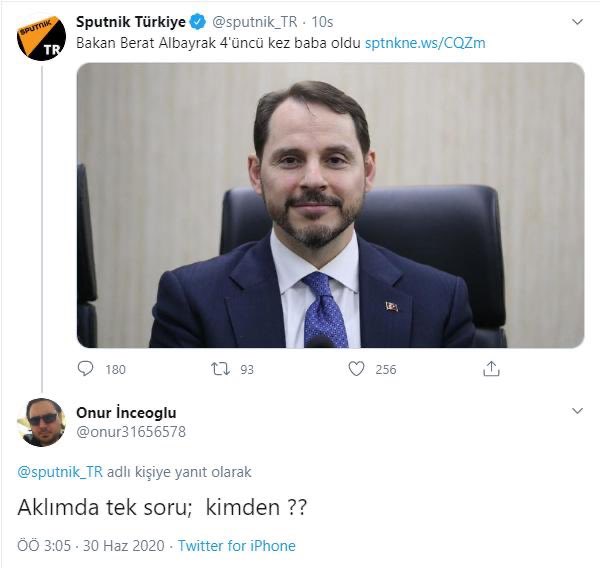 Sputnik Türkiye @sputnik_TR · 10s
Bakan Berat Albayrak 4'üncü kez baba oldu sptnkne.ws/CQZm
SPUTNIK
TR
180 93 256
Onur İnceoglu
@onur31656578
@sputnik_TR adlı kişiye yanıt olarak
Aklımda tek soru; kimden ??
ÖÖ 3:05 · 30 Haz 2020 · Twitter for iPhone